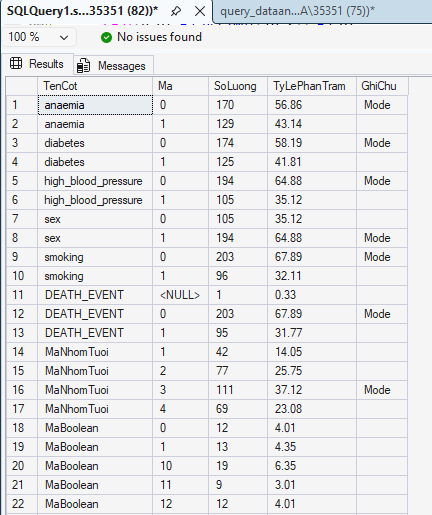 SQLQuery1.s...35351 (82))* query_dataan...A\35351 (75))*
100 % No issues found
Results Messages
TenCot Ma SoLuong TyLePhanTram GhiChu
1 anaemia 0 170 56.86 Mode
2 anaemia 1 129 43.14
3 diabetes 0 174 58.19 Mode
4 diabetes 1 125 41.81
5 high_blood_pressure 0 194 64.88 Mode
6 high_blood_pressure 1 105 35.12
7 sex 0 105 35.12
8 sex 1 194 64.88 Mode
9 smoking 0 203 67.89 Mode
10 smoking 1 96 32.11
11 DEATH_EVENT <NULL> 1 0.33
12 DEATH_EVENT 0 203 67.89 Mode
13 DEATH_EVENT 1 95 31.77
14 MaNhomTuoi 1 42 14.05
15 MaNhomTuoi 2 77 25.75
16 MaNhomTuoi 3 111 37.12 Mode
17 MaNhomTuoi 4 69 23.08
18 MaBoolean 0 12 4.01
19 MaBoolean 1 13 4.35
20 MaBoolean 10 19 6.35
21 MaBoolean 11 9 3.01
22 MaBoolean 12 12 4.01